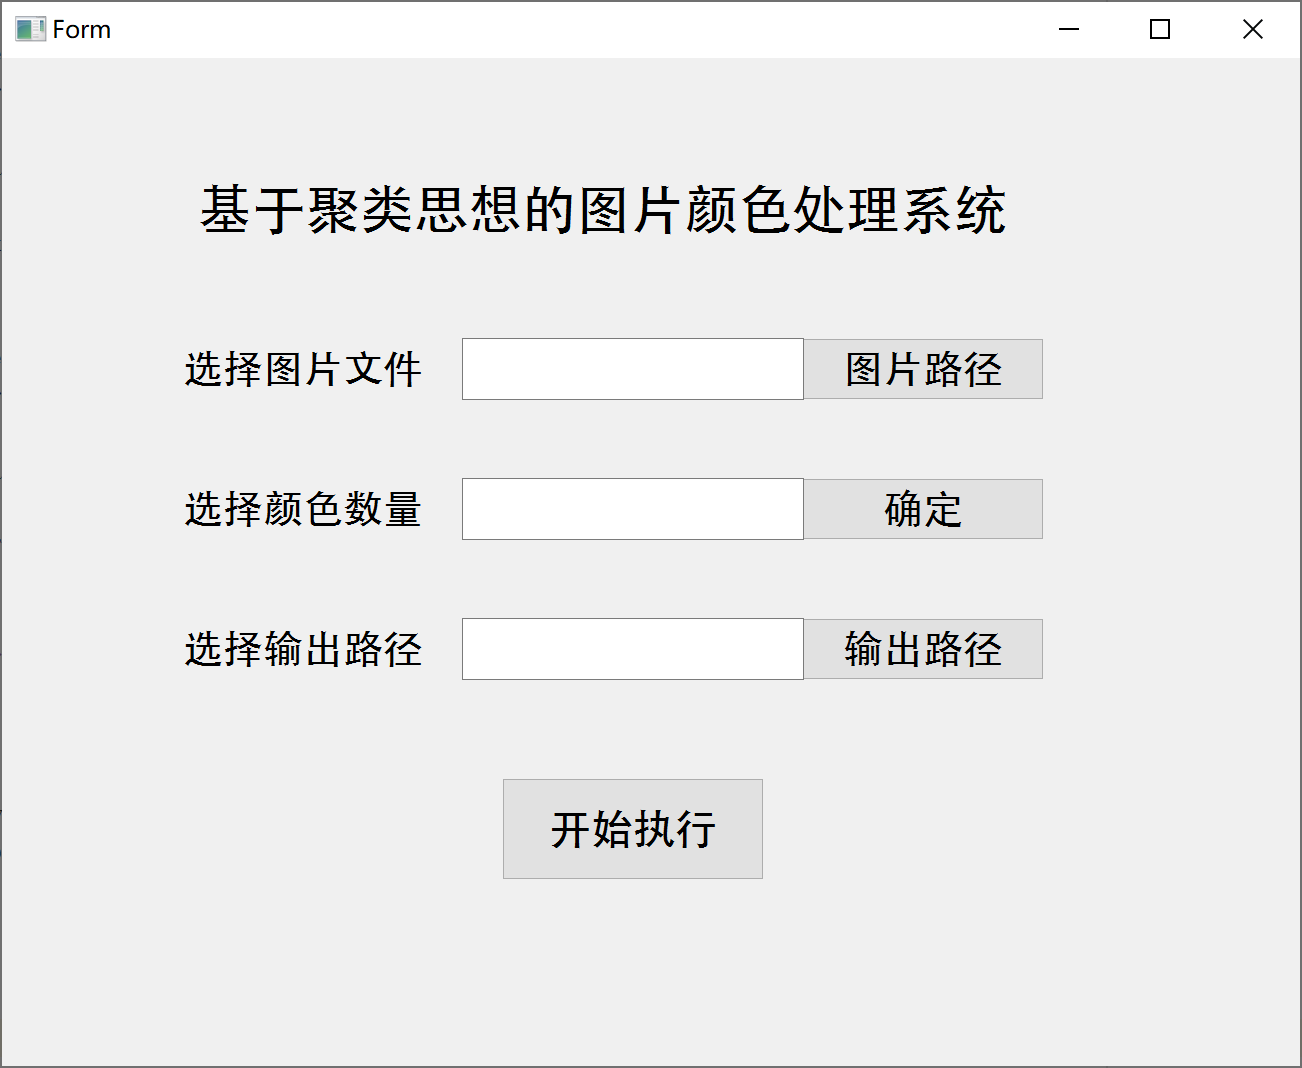 Form
基于聚类思想的图片颜色处理系统
选择图片文件 图片路径
选择颜色数量 确定
选择输出路径 输出路径
开始执行